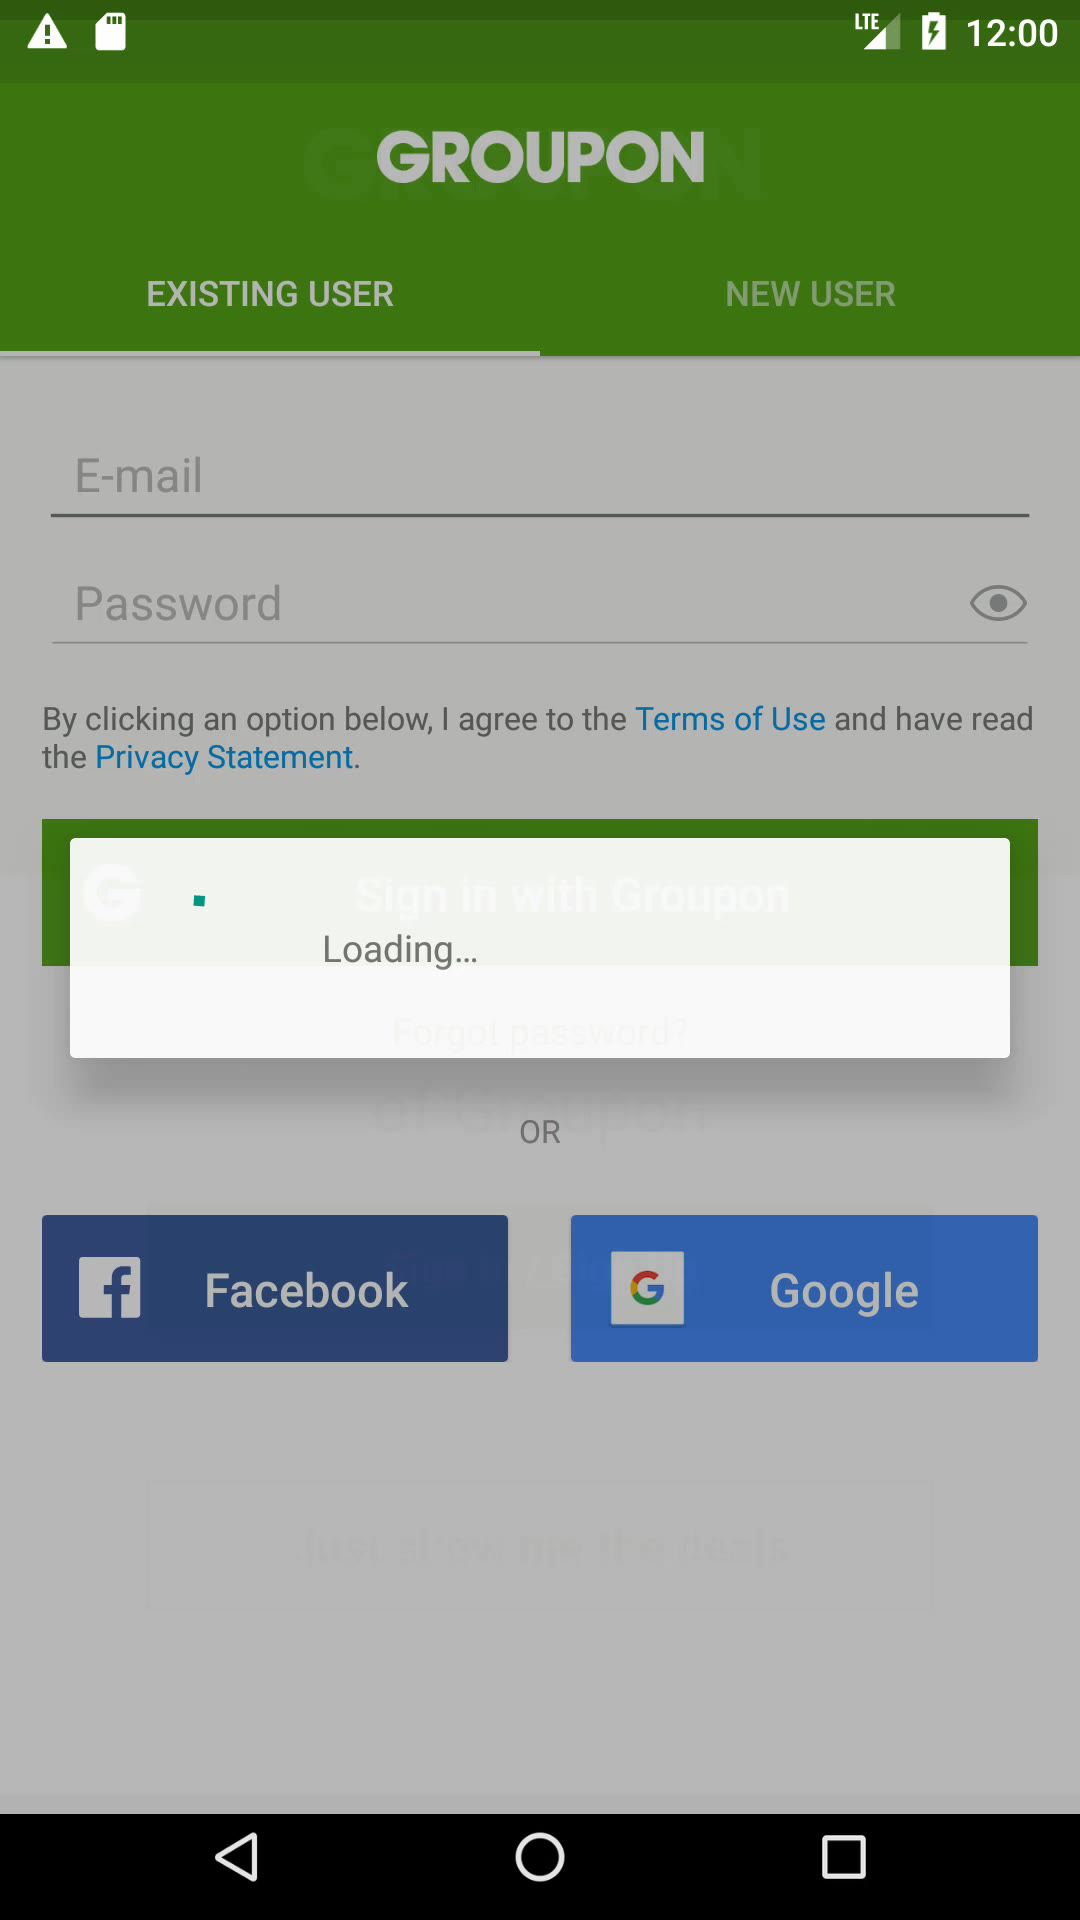 LTE 12:00
GROUPON
EXISTING USER NEW USER
E-mail
Password
By clicking an option below, I agree to the Terms of Use and have read
the Privacy Statement.
G Sign in with Groupon
Loading...
Forgot password?
of Groupon
OR
Facebook G Google
Just show me the deals